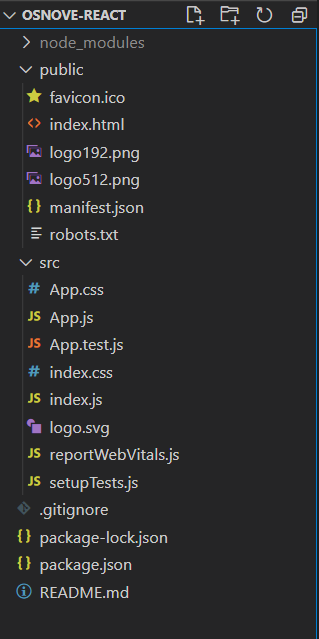 OSNOVE-REACT
node_modules
public
favicon.ico
index.html
logo192.png
logo512.png
{} manifest.json
robots.txt
src
# App.css
JS App.js
JS App.test.js
# index.css
JS index.js
logo.svg
JS reportWebVitals.js
JS setupTests.js
.gitignore
{} package-lock.json
{} package.json
README.md